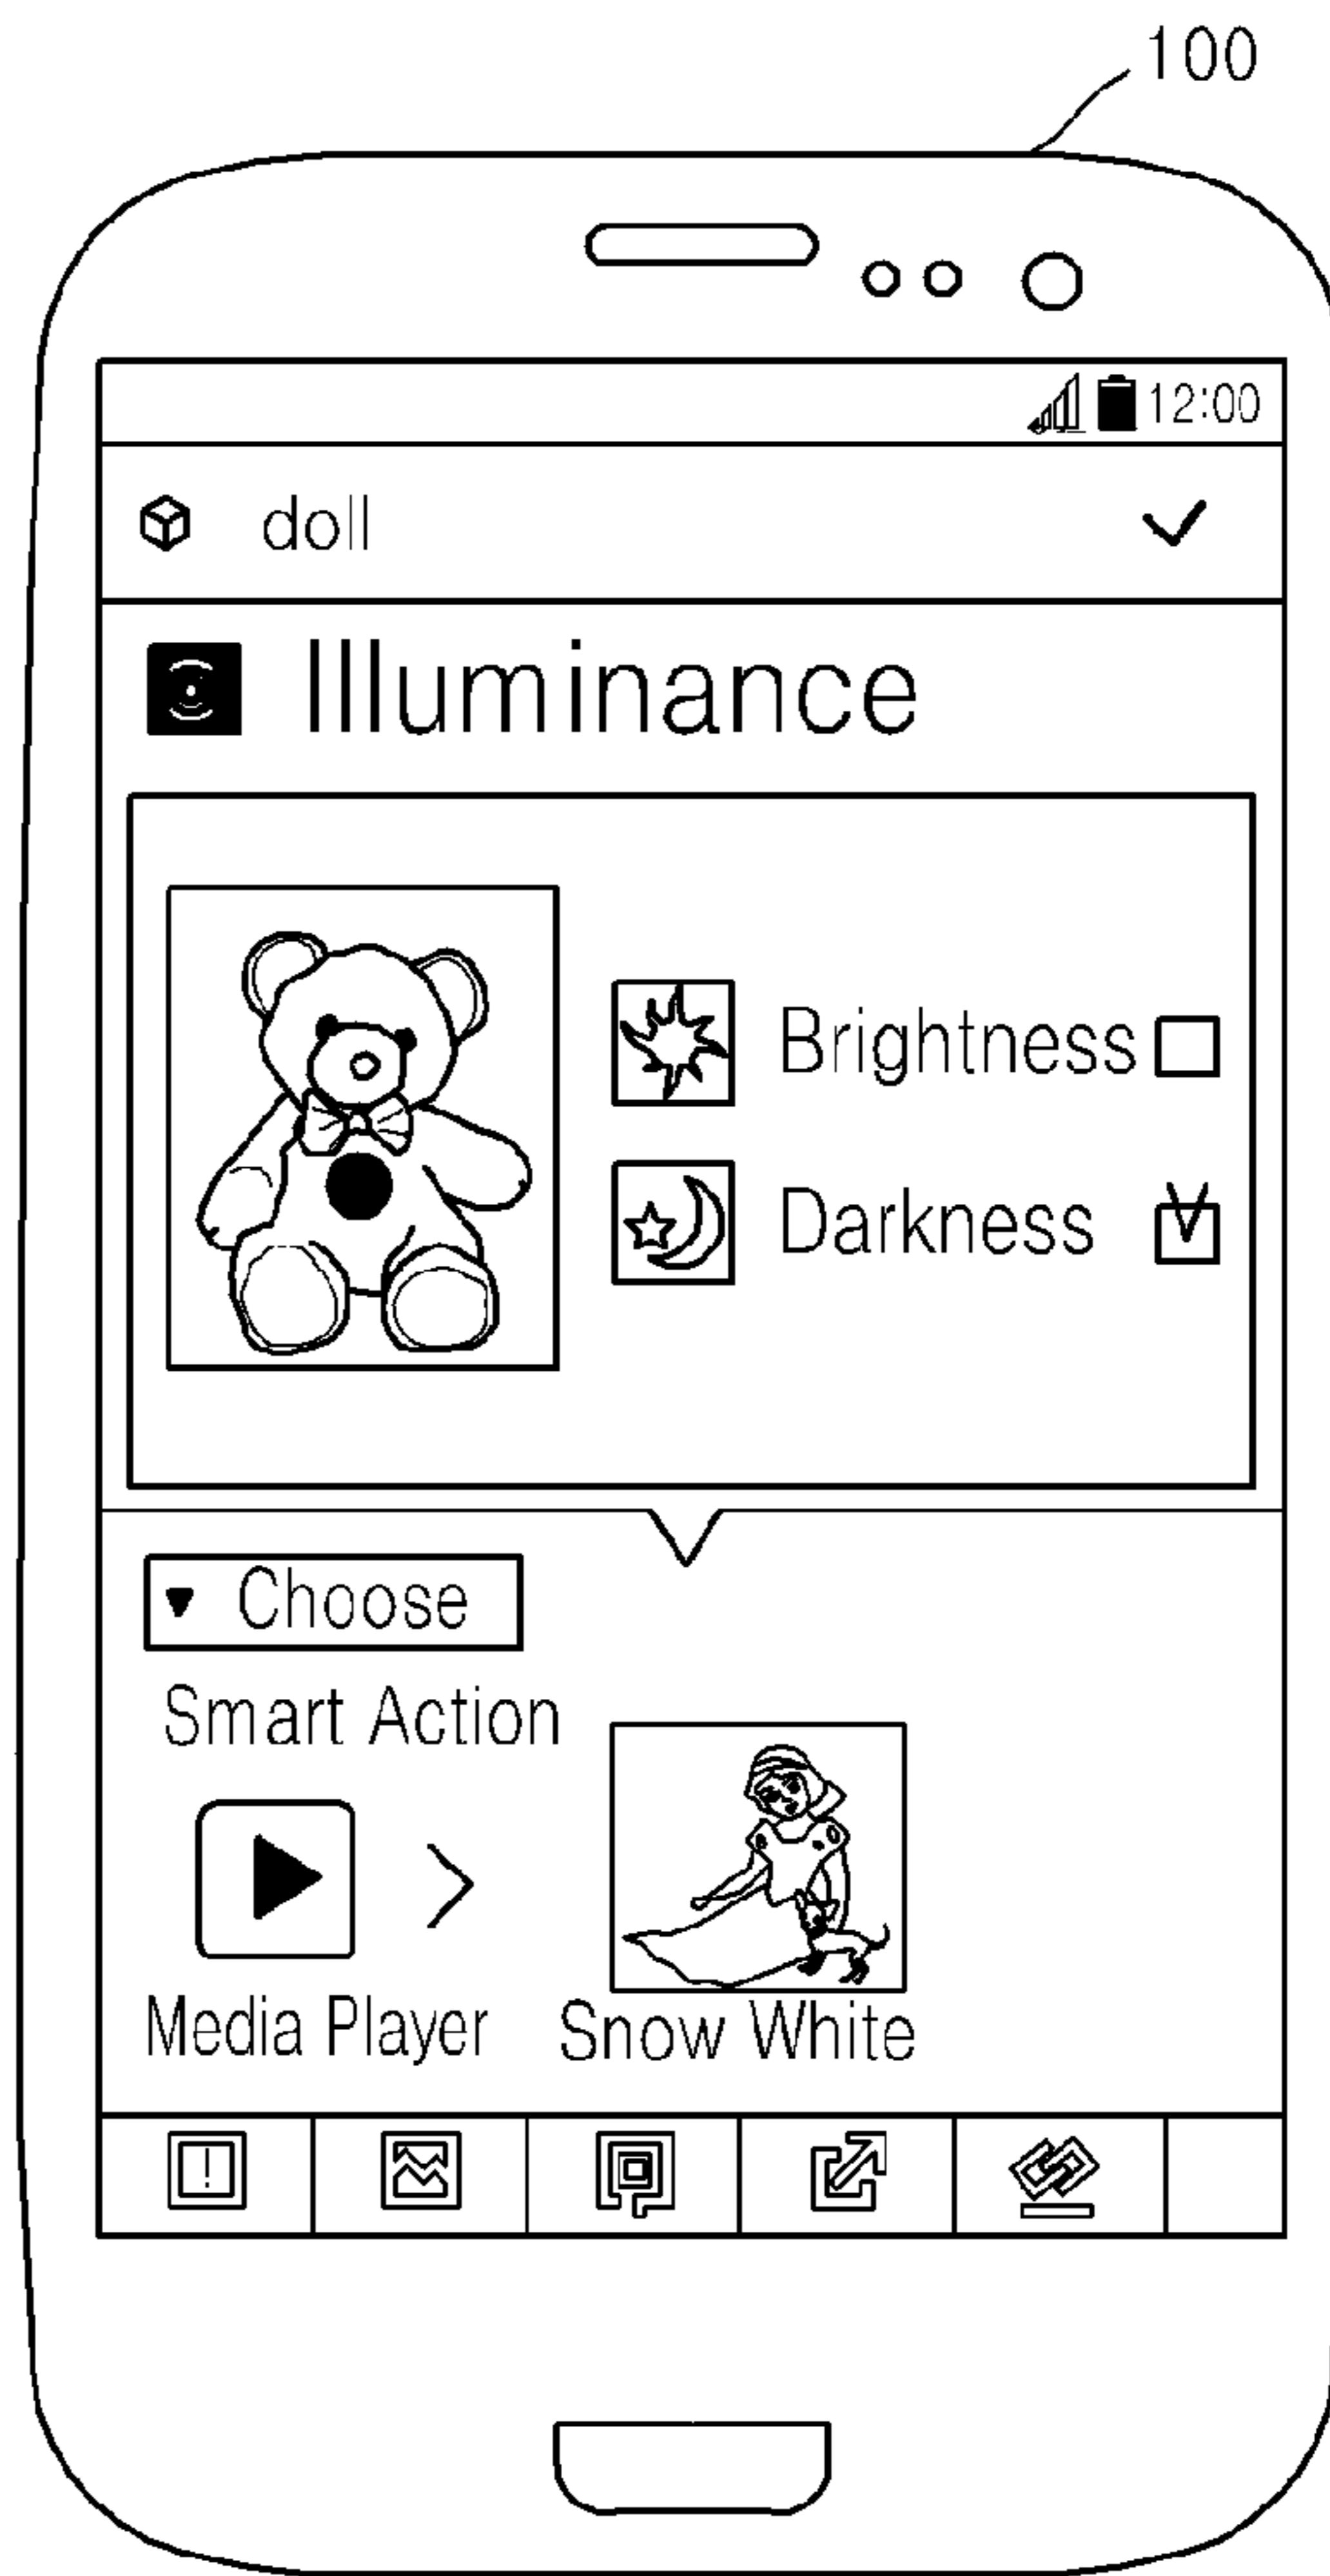 100
12:00
doll
Illuminance
Brightness
Darkness
Choose
Smart Action
Media Player
Snow White